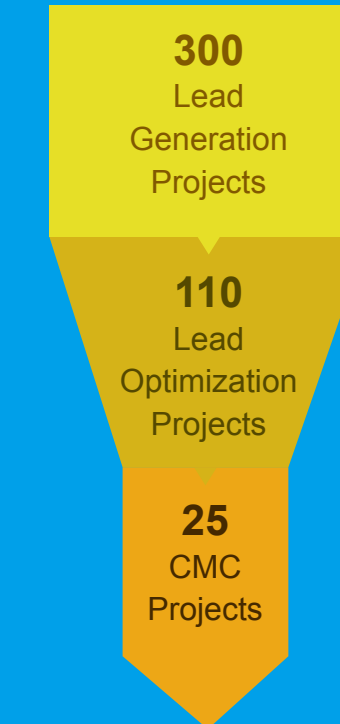 300
Lead
Generation
Projects
110
Lead
Optimization
Projects
25
CMC
Projects